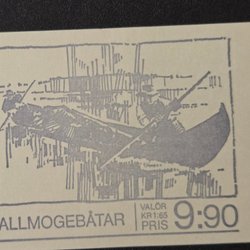 ALLMOGEBÅTAR
VALÖR
KR 1:65
PRIS 9:90